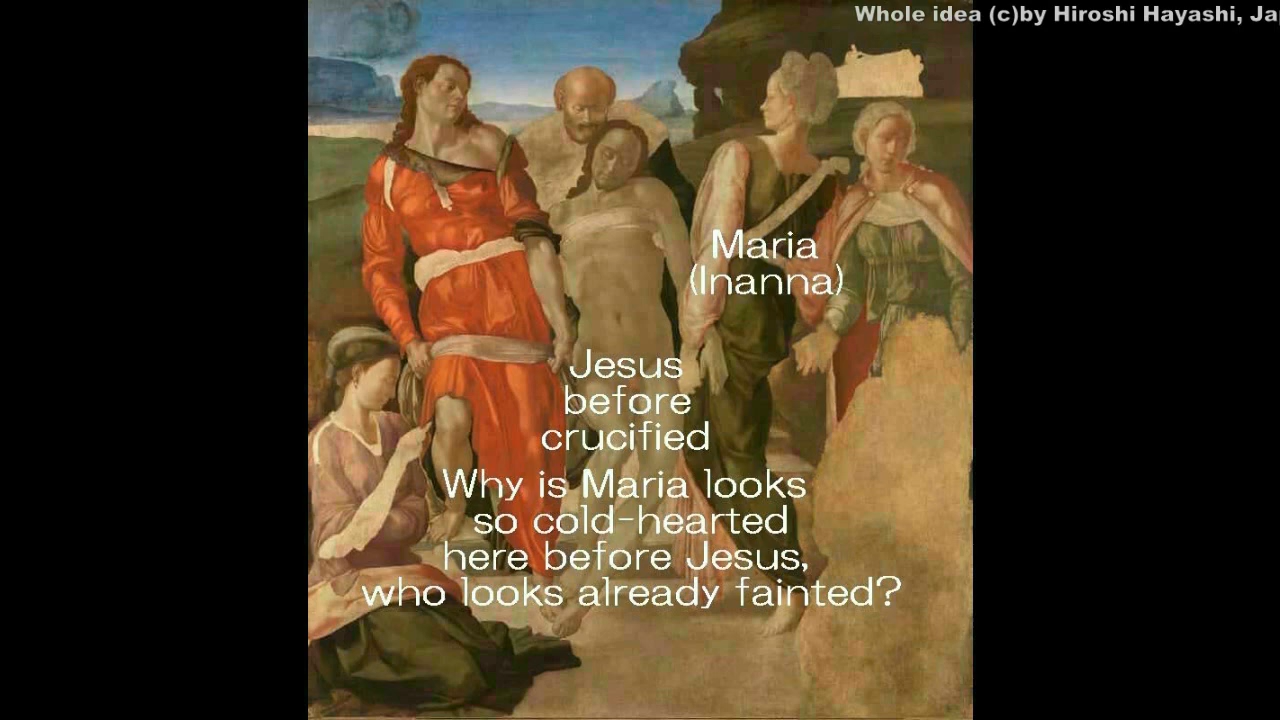 Whole idea (c)by Hiroshi Hayashi, Ja
Maria
(Inanna)
Jesus
before
crucified
Why is Maria looks
so cold-hearted
here before Jesus,
who looks already fainted?